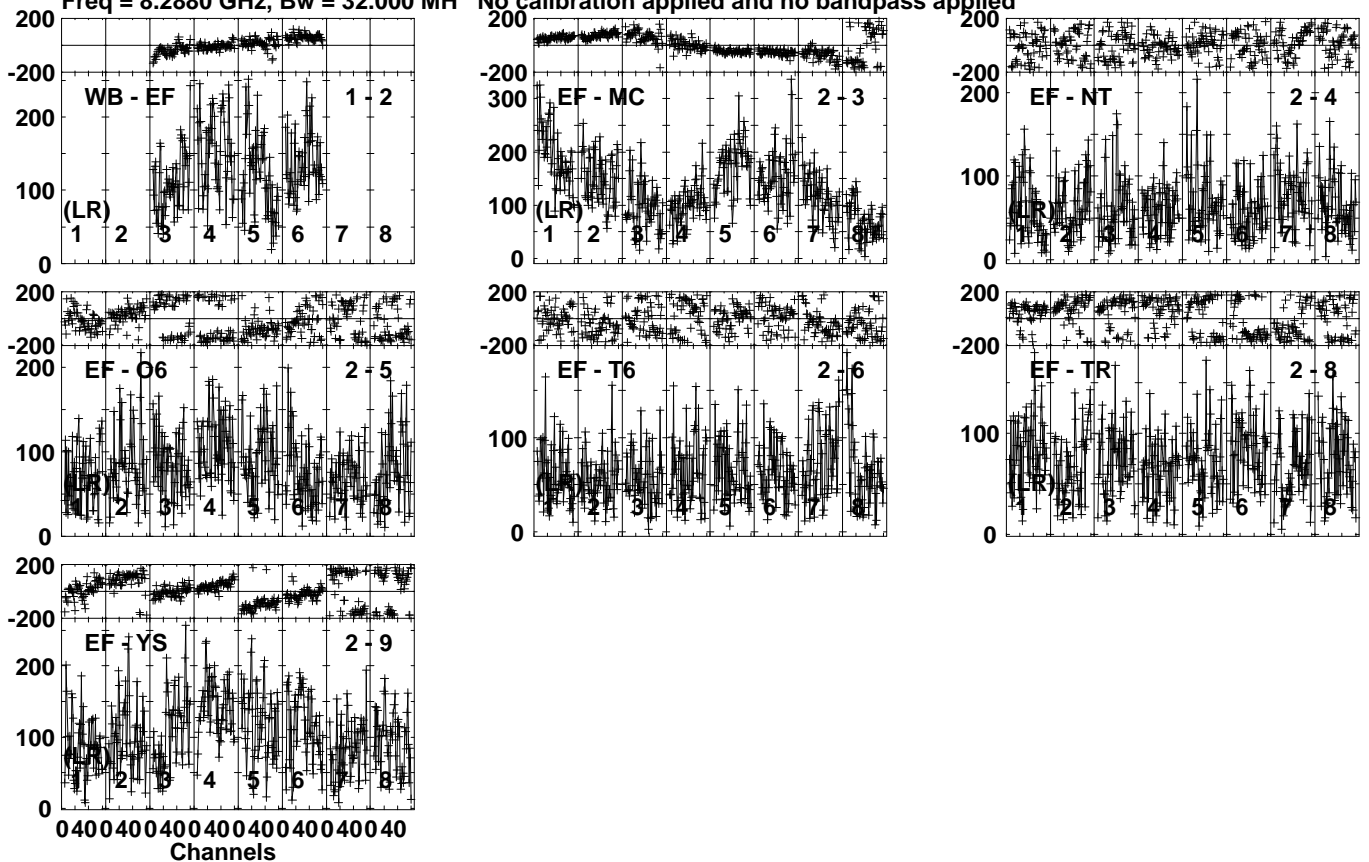 Freq = 8.2880 GHz, Bw = 32.000 MH No calibration applied and no bandpass applied
200
-200
WB - EF 1 - 2
200
100
0
(LR)
1 2 3 4 5 6 7 8
200
-200
EF - MC 2 - 3
300
200
100
0
(LR)
1 2 3 4 5 6 7 8
200
-200
EF - NT 2 - 4
200
100
0
(LR)
1 2 3 4 5 6 7 8
200
-200
EF - O6 2 - 5
200
100
0
(LR)
1 2 3 4 5 6 7 8
200
-200
EF - T6 2 - 6
100
0
(LR)
1 2 3 4 5 6 7 8
200
-200
EF - TR 2 - 8
100
0
(LR)
1 2 3 4 5 6 7 8
200
-200
EF - YS 2 - 9
200
100
0
(LR)
1 2 3 4 5 6 7 8
0 40 0 40 0 40 0 40 0 40 0 40 0 40 0 40
Channels